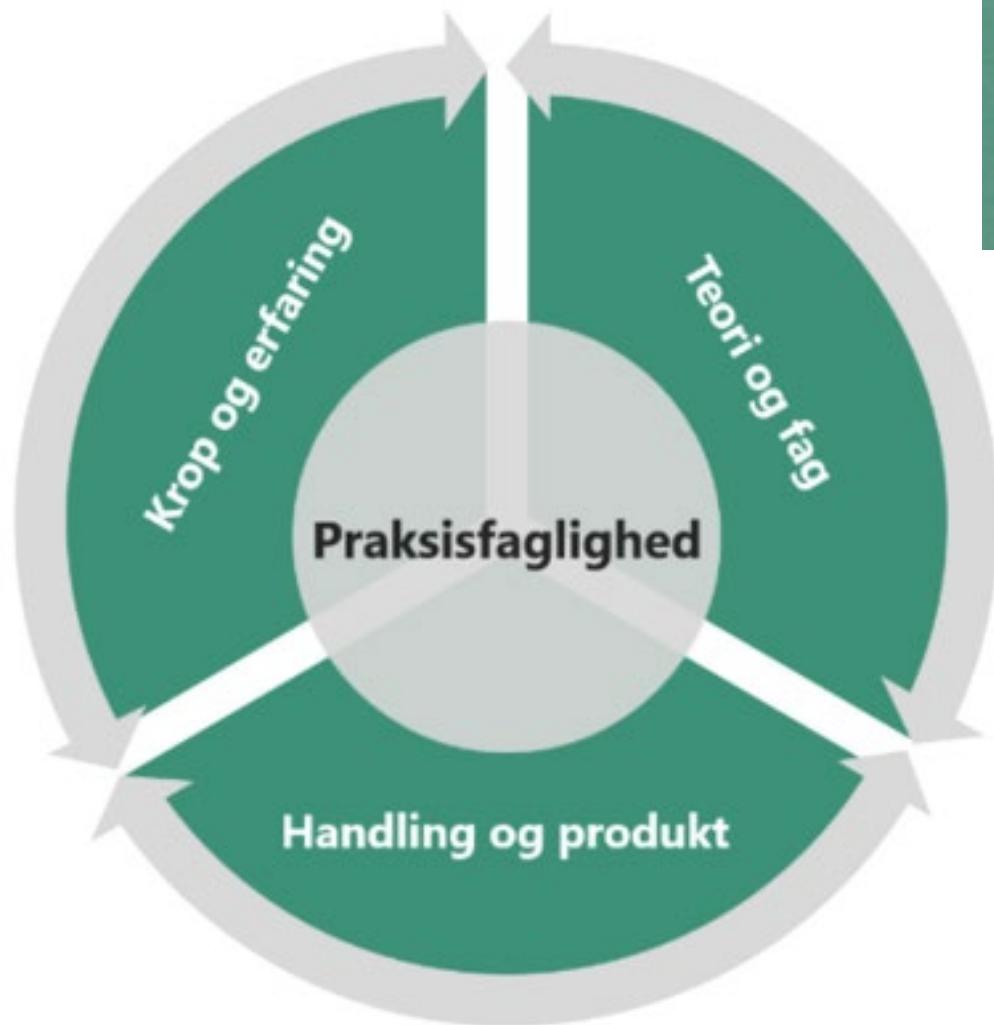 Krop og erfaring
Teori og fag
Praksisfaglighed
Handling og produkt